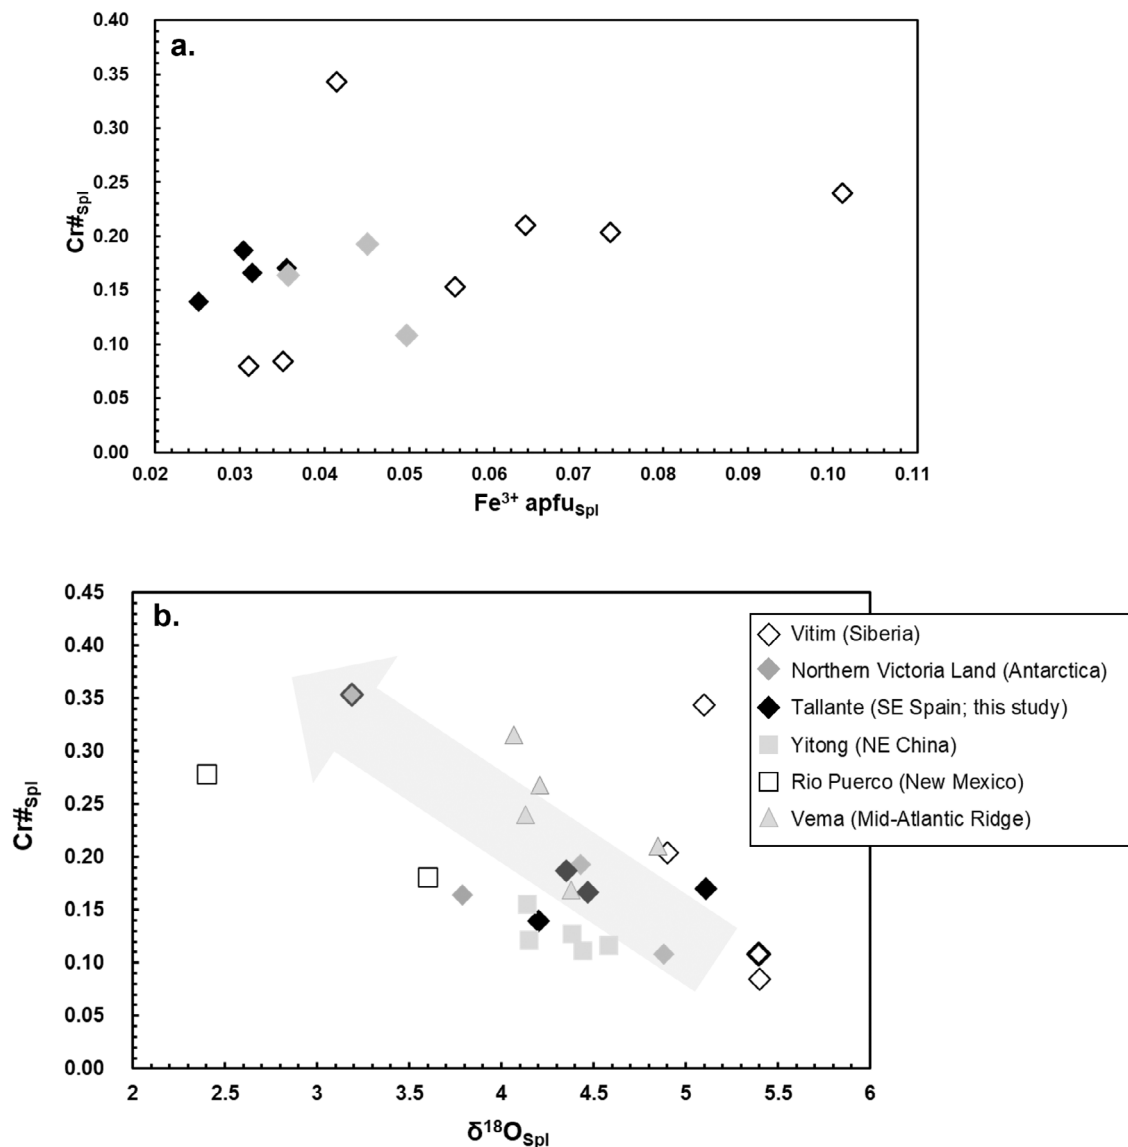 a.
0.40
0.35
0.30
0.25
0.20
0.15
0.10
0.05
0.00
Cr#Spl
0.02 0.03 0.04 0.05 0.06 0.07 0.08 0.09 0.10 0.11
Fe3+ apfuSpl
b.
0.45
0.40
0.35
0.30
0.25
0.20
0.15
0.10
0.05
0.00
Cr#Spl
2 2.5 3 3.5 4 4.5 5 5.5 6
δ18OSpl
Vitim (Siberia)
Northern Victoria Land (Antarctica)
Tallante (SE Spain; this study)
Yitong (NE China)
Rio Puerco (New Mexico)
Vema (Mid-Atlantic Ridge)